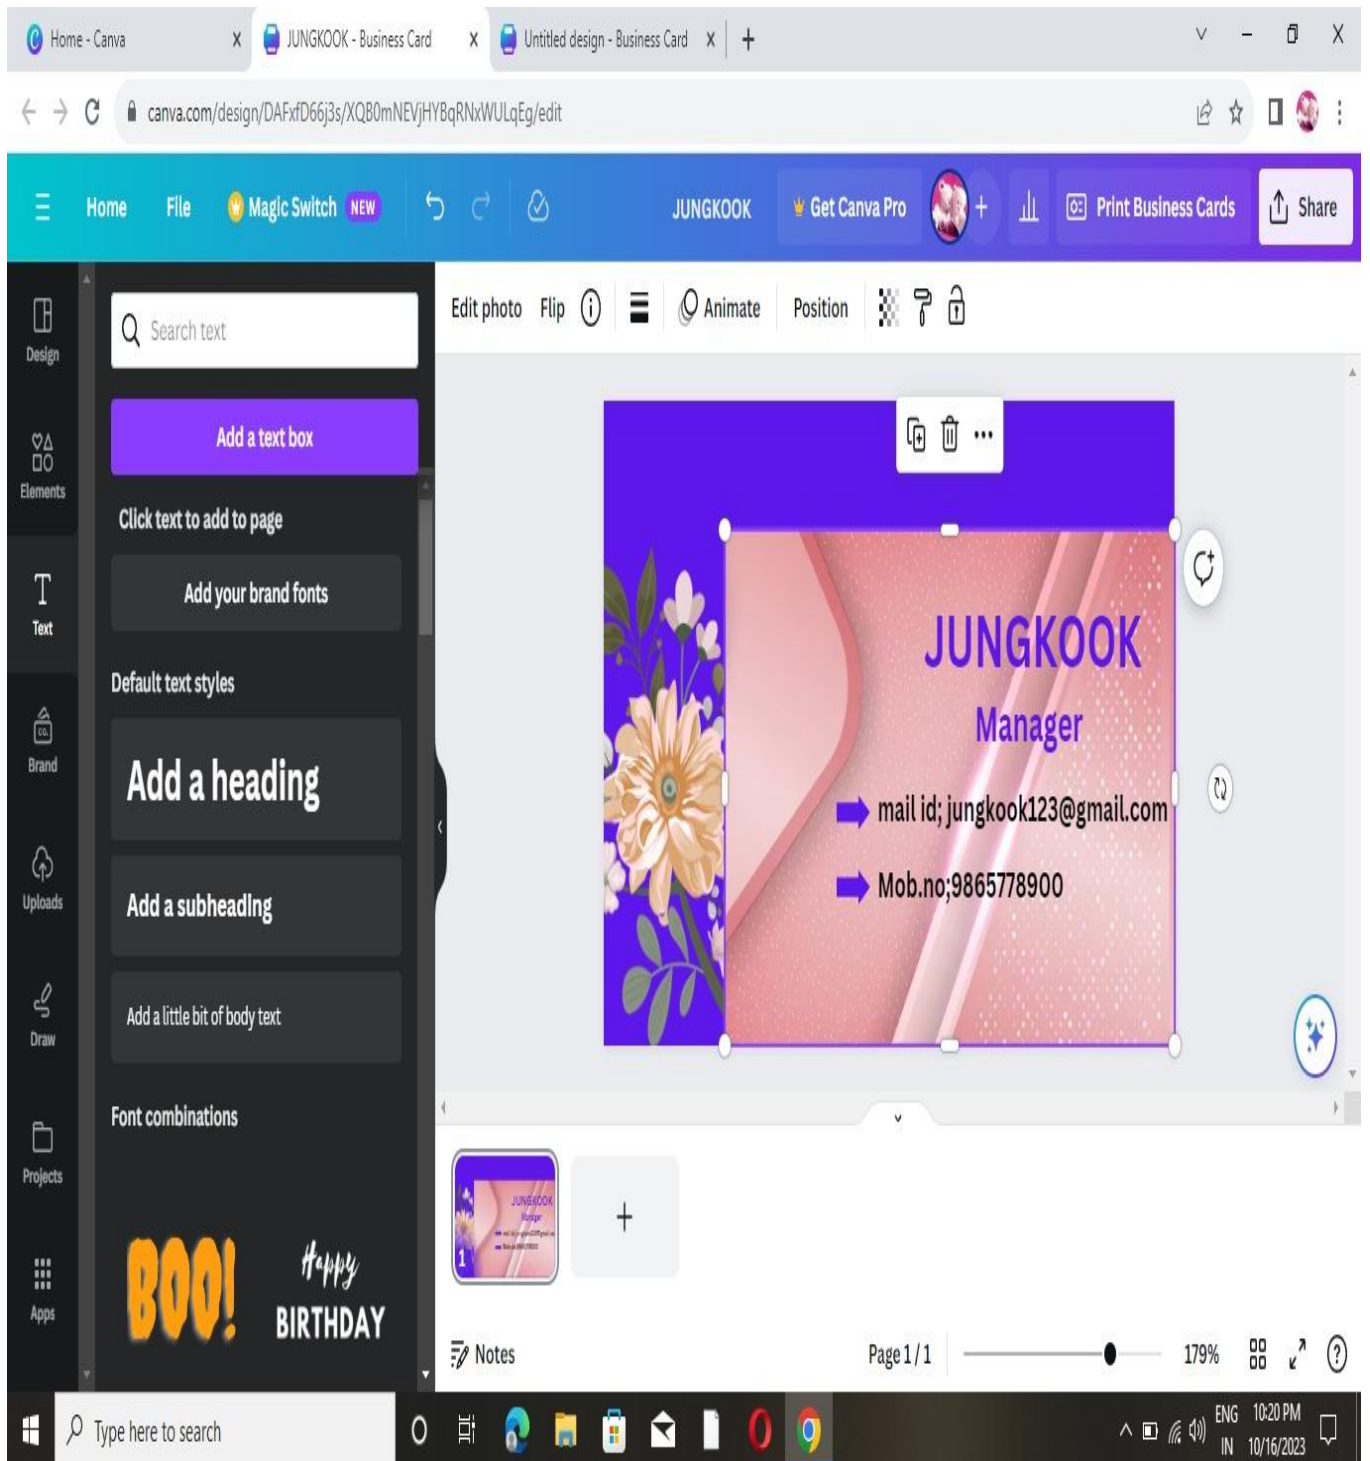 Home - Canva
JUNGKOOK - Business Card
Untitled design - Business Card
canva.com/design/DAFxfD66j3s/XQB0mNEVjHYBqRNxWULqEg/edit
Home
File
Magic Switch NEW
JUNGKOOK
Get Canva Pro
Print Business Cards
Share
Design
Elements
Text
Brand
Uploads
Draw
Projects
Apps
Search text
Add a text box
Click text to add to page
Add your brand fonts
Default text styles
Add a heading
Add a subheading
Add a little bit of body text
Font combinations
BOO!
Happy
BIRTHDAY
Edit photo
Flip
Animate
Position
JUNGKOOK
Manager
mail id; jungkook123@gmail.com
Mob.no;9865778900
JUNGKOOK
Manager
1
Notes
Page 1 / 1
179%
Type here to search
ENG
IN
10:20 PM
10/16/2023